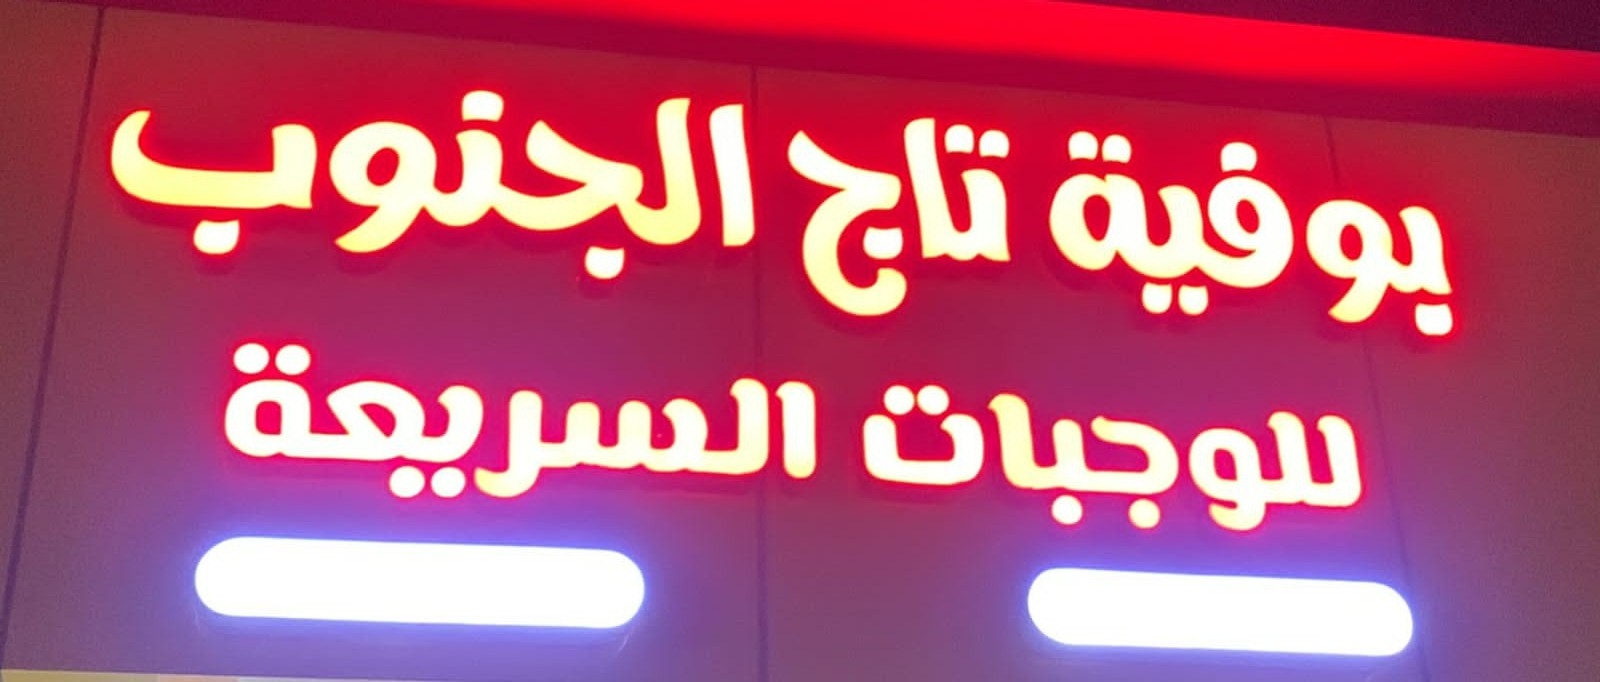 بوفية تاج الجنوب
للوجبات السريعة